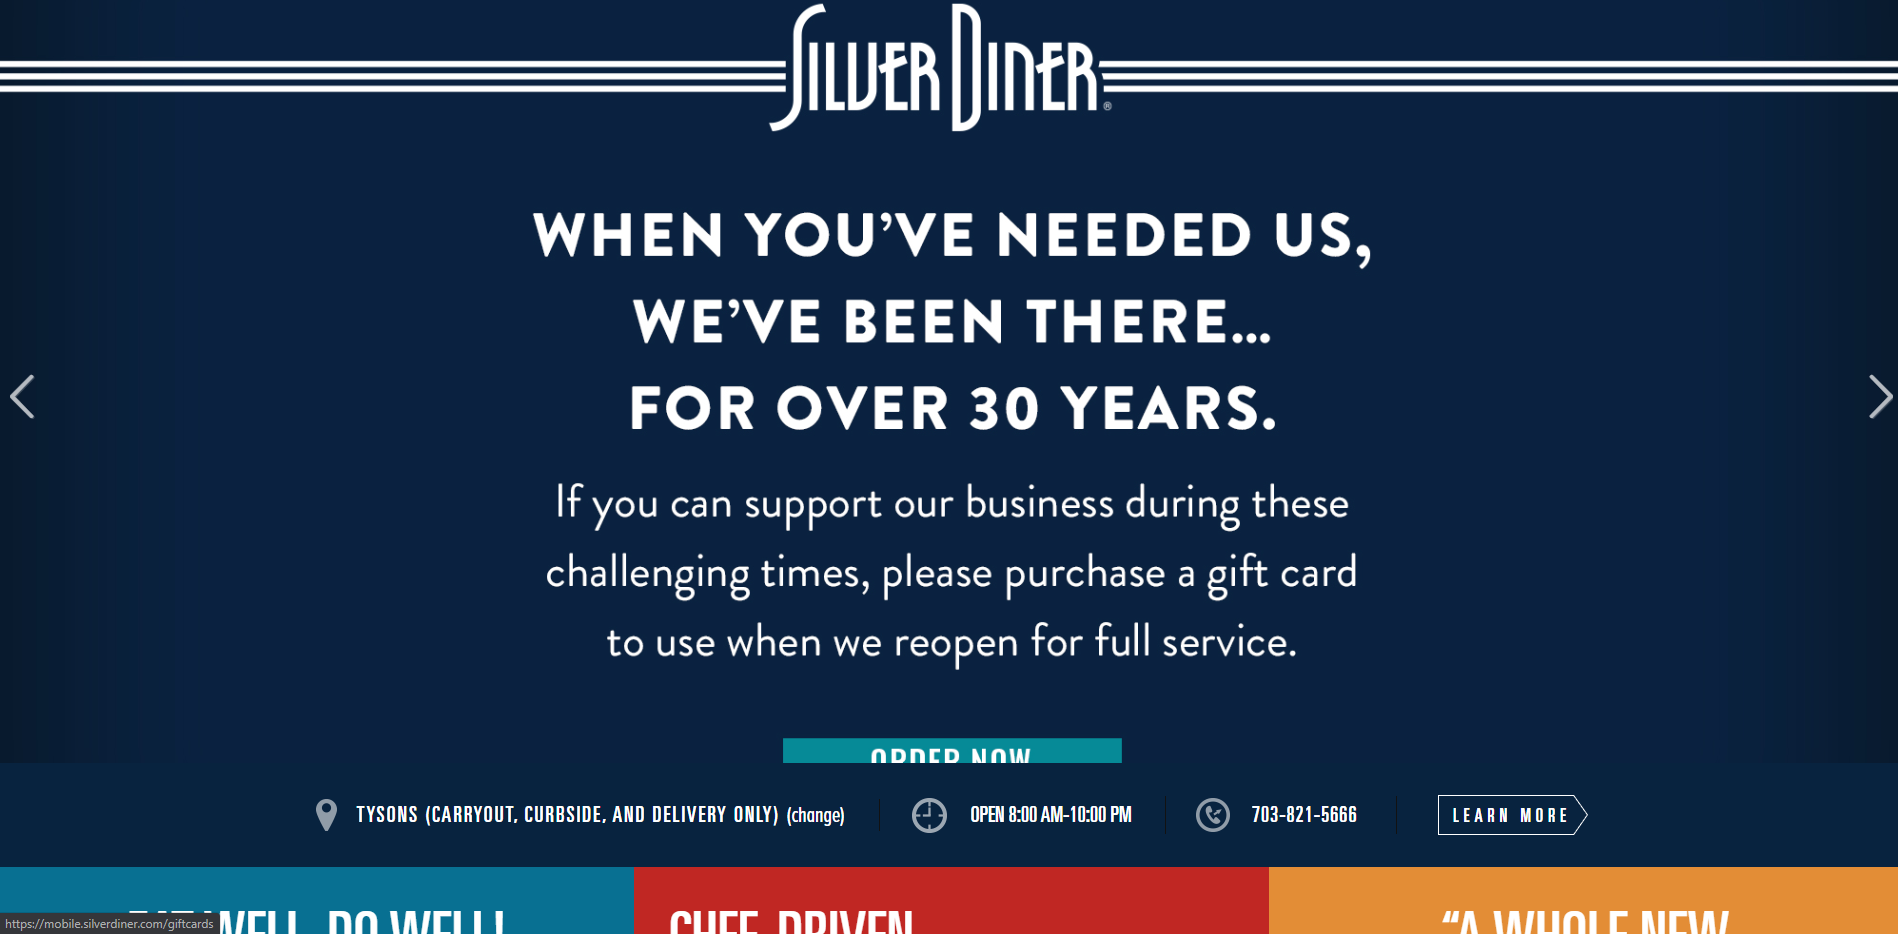 SILVER DINER®
WHEN YOU’VE NEEDED US,
WE’VE BEEN THERE...
FOR OVER 30 YEARS.
If you can support our business during these
challenging times, please purchase a gift card
to use when we reopen for full service.
ORDER NOW
TYSONS (CARRYOUT, CURBSIDE, AND DELIVERY ONLY) (change)
OPEN 8:00 AM-10:00 PM
703-821-5666
LEARN MORE
WELL, DO WELL!
CHEF-DRIVEN
“A WHOLE NEW
https://mobile.silverdiner.com/giftcards